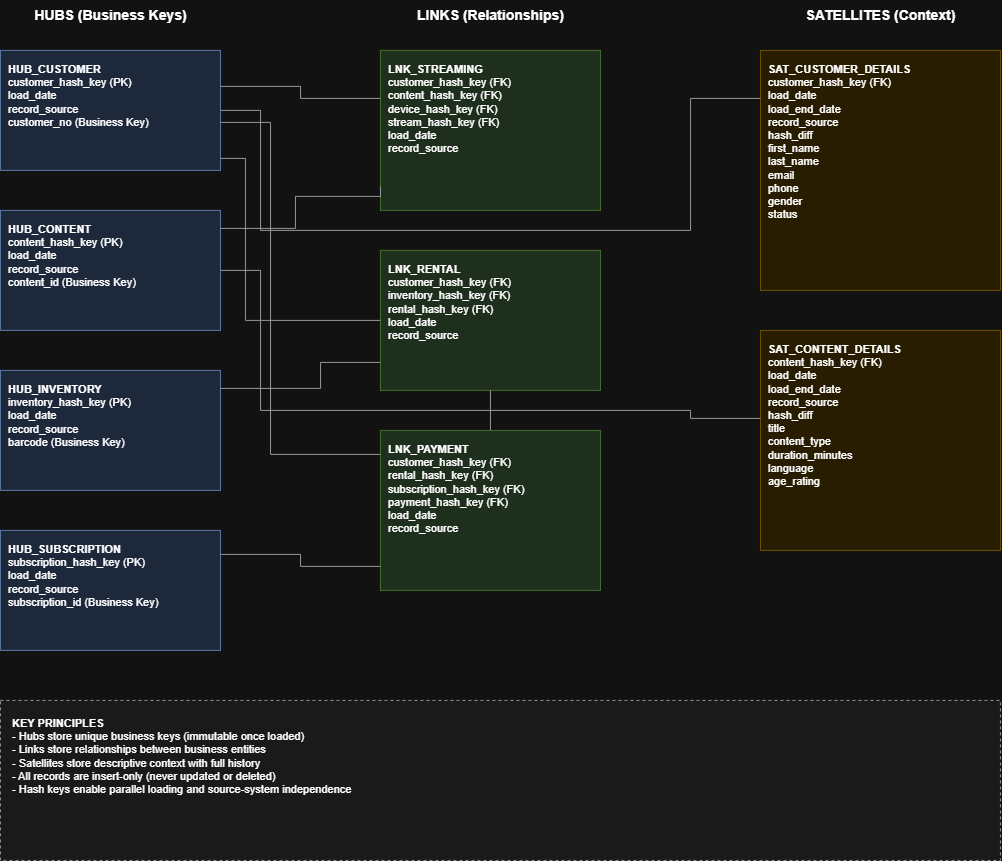 HUBS (Business Keys)
LINKS (Relationships)
SATELLITES (Context)
HUB_CUSTOMER
customer_hash_key (PK)
load_date
record_source
customer_no (Business Key)
HUB_CONTENT
content_hash_key (PK)
load_date
record_source
content_id (Business Key)
HUB_INVENTORY
inventory_hash_key (PK)
load_date
record_source
barcode (Business Key)
HUB_SUBSCRIPTION
subscription_hash_key (PK)
load_date
record_source
subscription_id (Business Key)
LNK_STREAMING
customer_hash_key (FK)
content_hash_key (FK)
device_hash_key (FK)
stream_hash_key (FK)
load_date
record_source
LNK_RENTAL
customer_hash_key (FK)
inventory_hash_key (FK)
rental_hash_key (FK)
load_date
record_source
LNK_PAYMENT
customer_hash_key (FK)
rental_hash_key (FK)
subscription_hash_key (FK)
payment_hash_key (FK)
load_date
record_source
SAT_CUSTOMER_DETAILS
customer_hash_key (FK)
load_date
load_end_date
record_source
hash_diff
first_name
last_name
email
phone
gender
status
SAT_CONTENT_DETAILS
content_hash_key (FK)
load_date
load_end_date
record_source
hash_diff
title
content_type
duration_minutes
language
age_rating
KEY PRINCIPLES
- Hubs store unique business keys (immutable once loaded)
- Links store relationships between business entities
- Satellites store descriptive context with full history
- All records are insert-only (never updated or deleted)
- Hash keys enable parallel loading and source-system independence